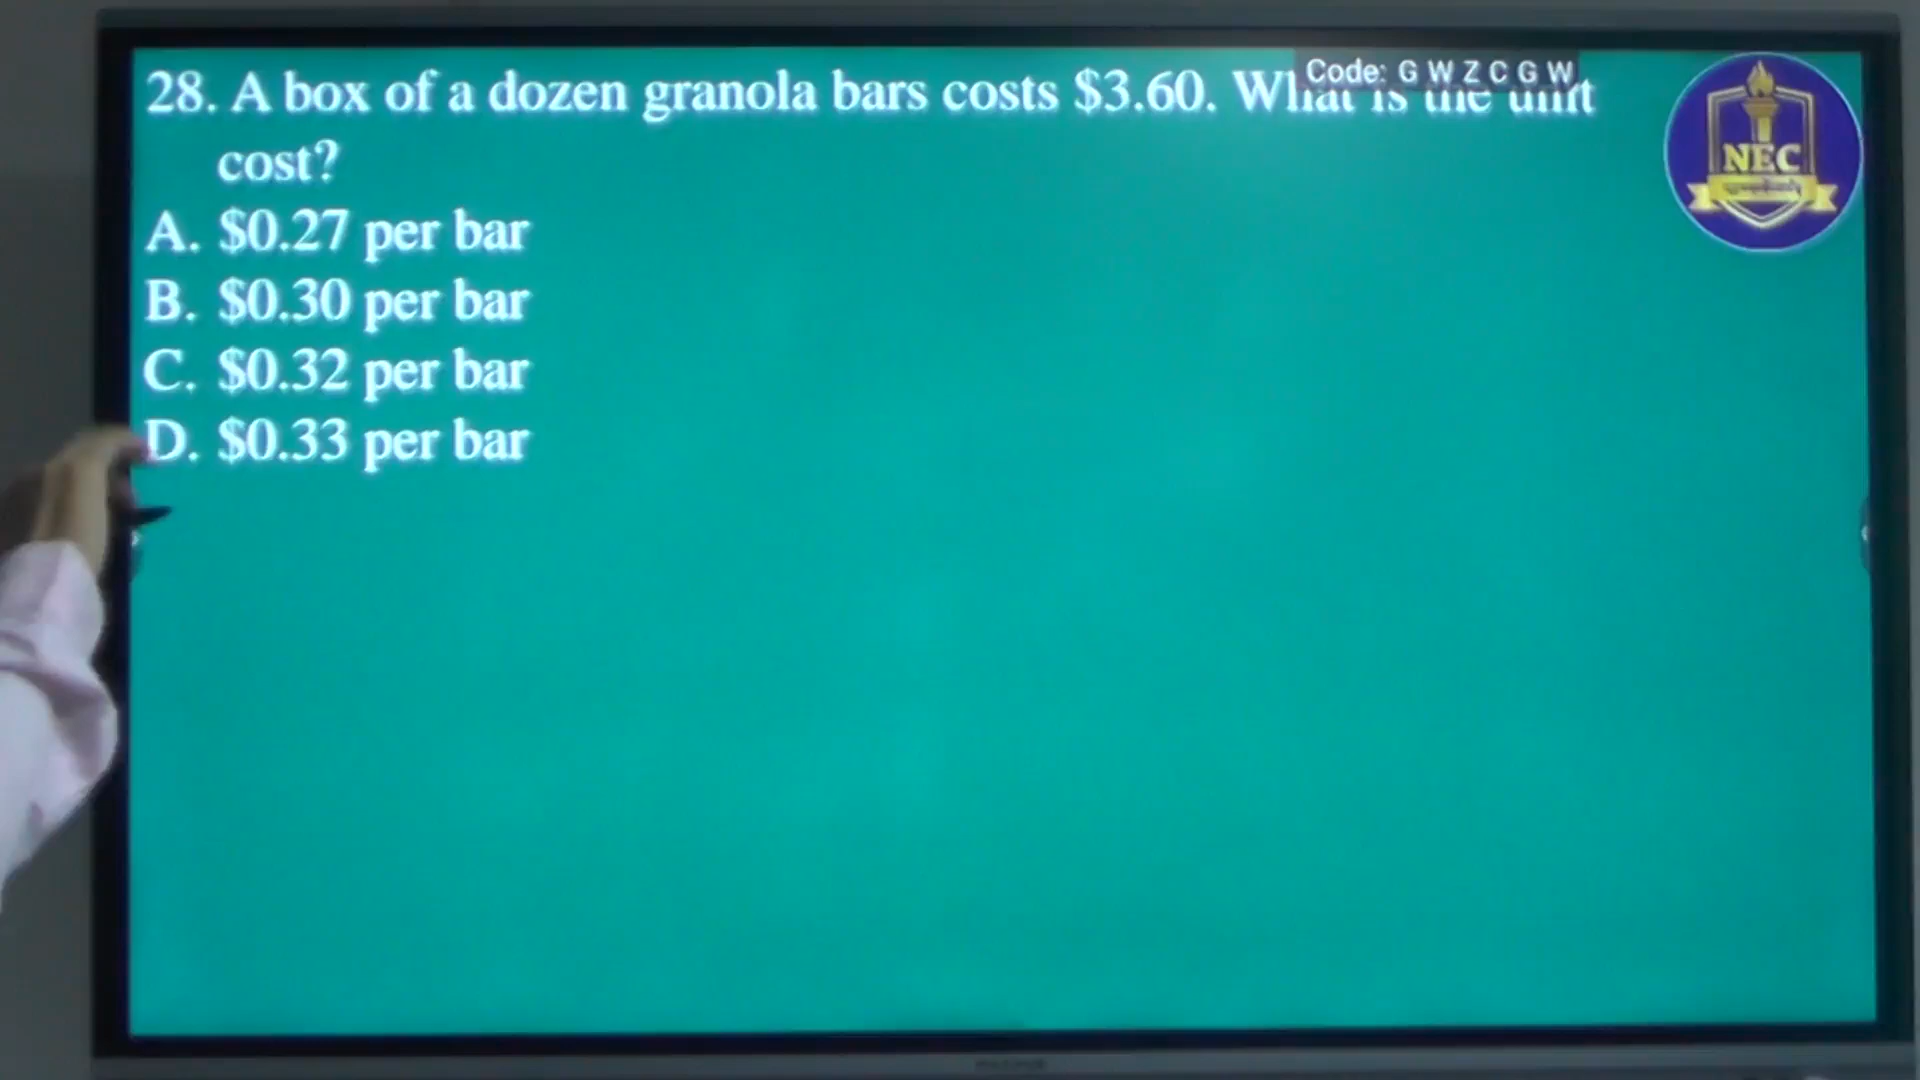 Code: G W Z C G W
28. A box of a dozen granola bars costs $3.60. What is the unit
cost?
A. $0.27 per bar
B. $0.30 per bar
C. $0.32 per bar
D. $0.33 per bar
NEC